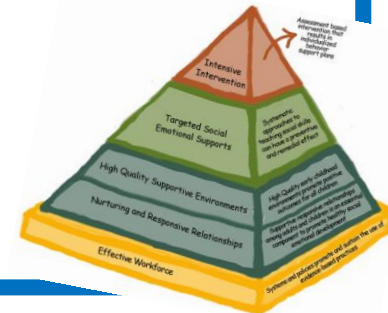 Assessment based
intervention that
results in
individualized
behavior
support plans
Intensive
Intervention
Targeted Social
Emotional Supports
Systematic
approaches to
teaching social skills
can have a preventive
and remedial effect
High Quality Supportive Environments
High Quality early childhood
environments promote positive
outcomes for all children
Nurturing and Responsive Relationships
Supportive responsive relationships
among adults and children is an essential
component to promote healthy social
emotional development
Effective Workforce
Systems and policies promote and sustain the use of
evidence-based practices